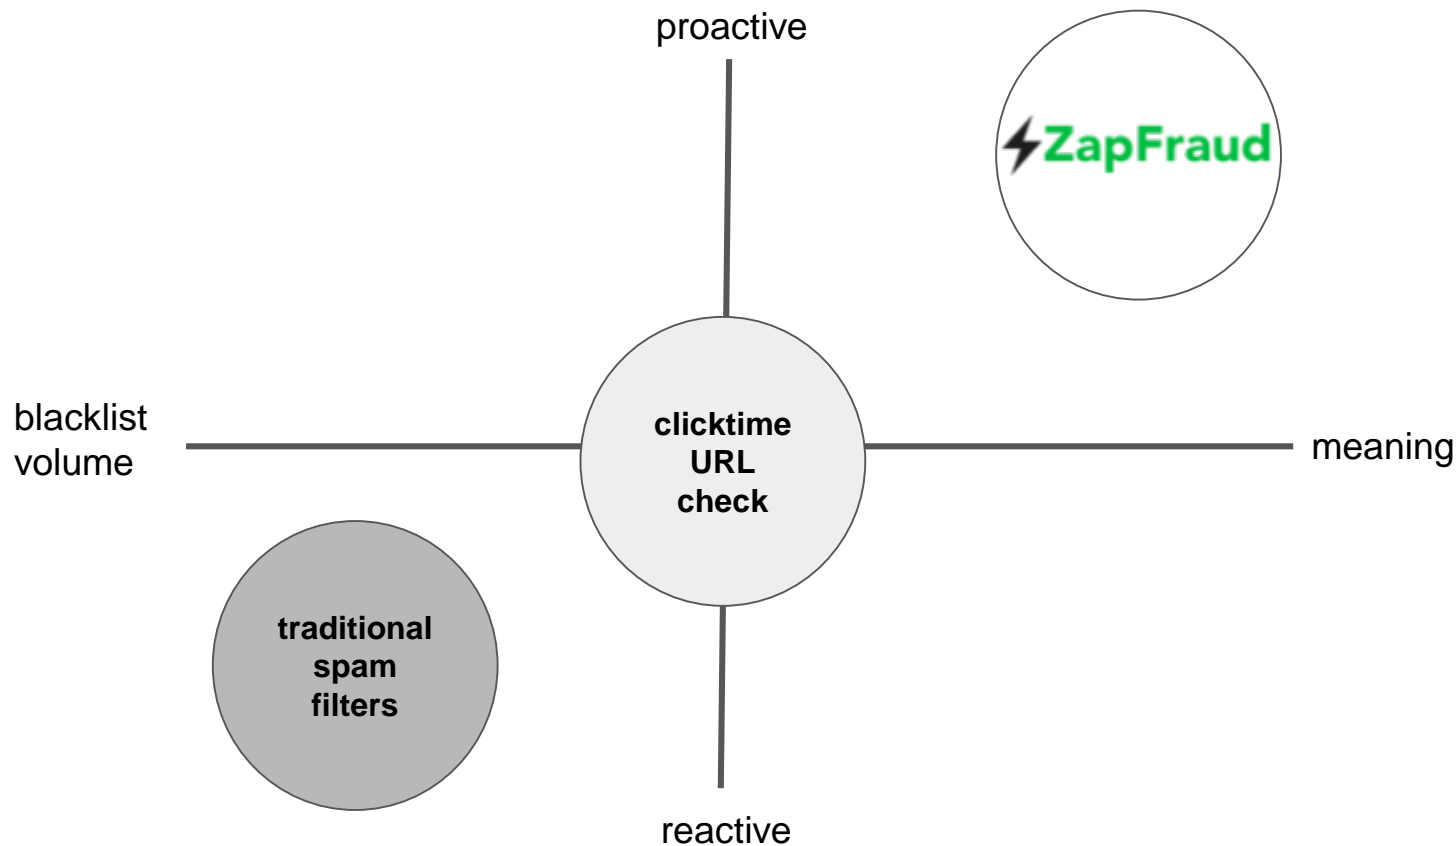 proactive
ZapFraud
blacklist
volume
clicktime
URL
check
meaning
traditional
spam
filters
reactive